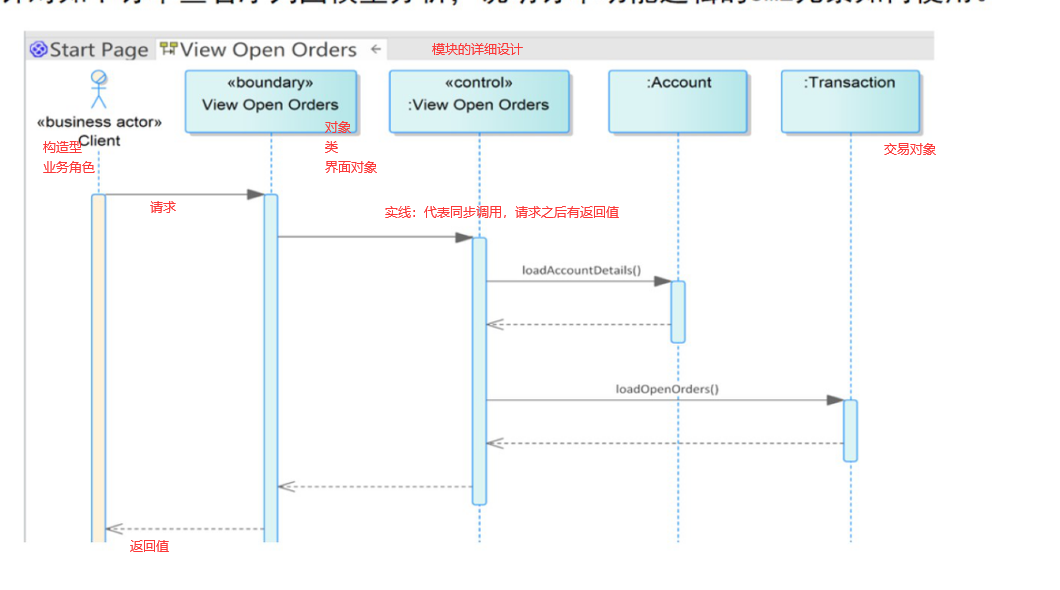 Start Page View Open Orders ←
模块的详细设计
«boundary»
View Open Orders
«control»
:View Open Orders
:Account
:Transaction
«business actor»
Client
构造型
业务角色
对象
类
界面对象
交易对象
请求
实线：代表同步调用，请求之后有返回值
loadAccountDetails()
loadOpenOrders()
返回值